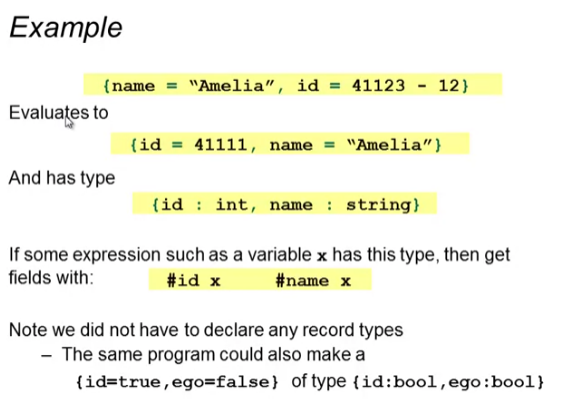 Example
{name = “Amelia”, id = 41123 - 12}
Evaluates to
{id = 41111, name = “Amelia”}
And has type
{id : int, name : string}
If some expression such as a variable x has this type, then get
fields with: #id x #name x
Note we did not have to declare any record types
– The same program could also make a
{id=true,ego=false} of type {id:bool,ego:bool}